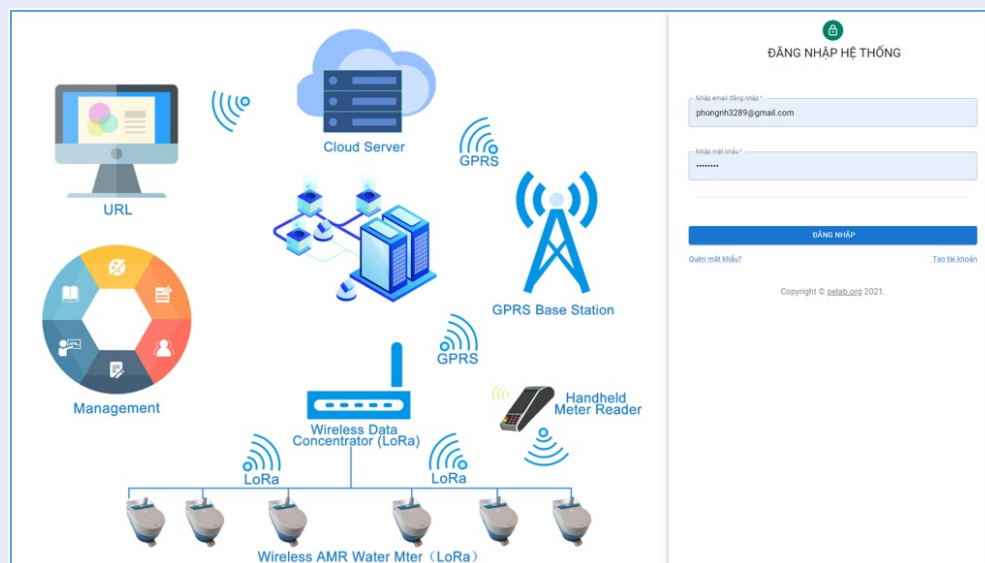 Cloud Server
URL
GPRS
GPRS Base Station
GPRS
Management
Wireless Data
Concentrator (LoRa)
Handheld
Meter Reader
LoRa
LoRa
Wireless AMR Water Mter（LoRa）
ĐĂNG NHẬP HỆ THỐNG
Nhập email đăng nhập *
phongnh3289@gmail.com
Nhập mật khẩu *
••••••••
ĐĂNG NHẬP
Quên mật khẩu? Tạo tài khoản
Copyright © pelab.org 2021.